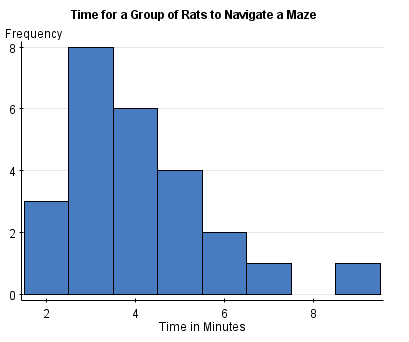 Time for a Group of Rats to Navigate a Maze
Frequency
8
6
4
2
0
2 4 6 8
Time in Minutes